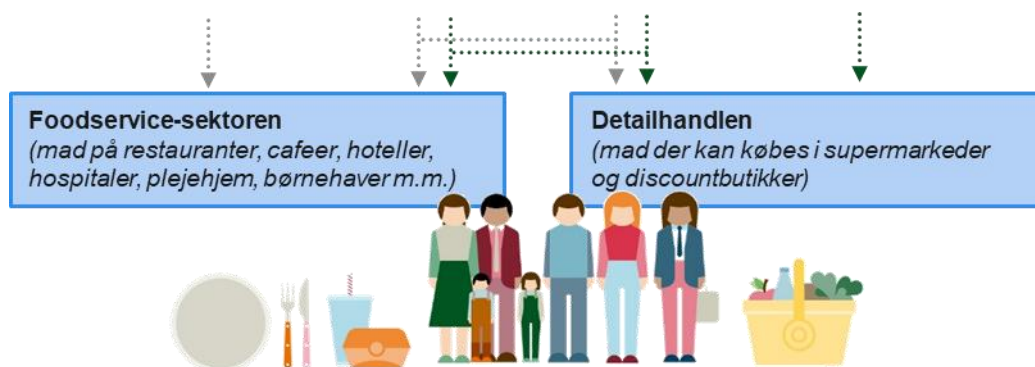 Foodservice-sektoren
(mad på restauranter, cafeer, hoteller,
hospitaler, plejehjem, børnehaver m.m.)
Detailhandlen
(mad der kan købes i supermarkeder
og discountbutikker)